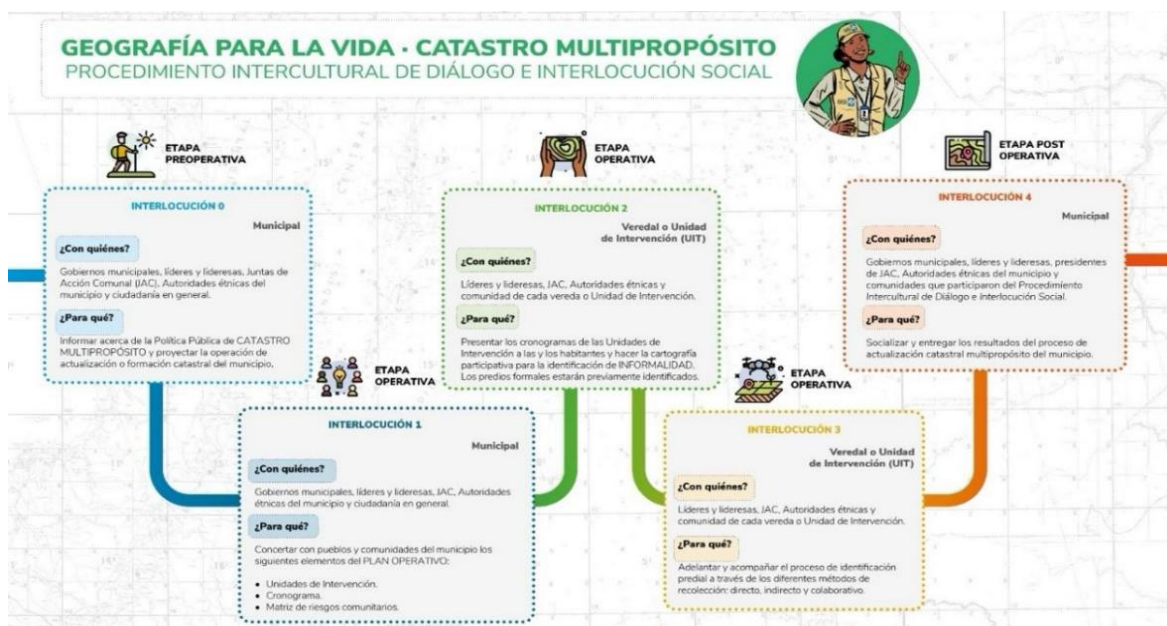 GEOGRAFÍA PARA LA VIDA · CATASTRO MULTIPROPÓSITO
PROCEDIMIENTO INTERCULTURAL DE DIÁLOGO E INTERLOCUCIÓN SOCIAL
ETAPA
PREOPERATIVA
INTERLOCUCIÓN 0
Municipal
¿Con quiénes?
Gobiernos municipales, líderes y lideresas, Juntas de
Acción Comunal (JAC), Autoridades étnicas del
municipio y ciudadanía en general.
¿Para qué?
Informar acerca de la Política Pública de CATASTRO
MULTIPROPÓSITO y proyectar la operación de
actualización o formación catastral del municipio.
ETAPA
OPERATIVA
INTERLOCUCIÓN 1
Municipal
¿Con quiénes?
Gobiernos municipales, líderes y lideresas, JAC, Autoridades
étnicas del municipio y ciudadanía en general.
¿Para qué?
Concertar con pueblos y comunidades del municipio los
siguientes elementos del PLAN OPERATIVO:
• Unidades de Intervención.
• Cronograma.
• Matriz de riesgos comunitarios.
ETAPA
OPERATIVA
INTERLOCUCIÓN 2
Veredal o Unidad
de Intervención (UIT)
¿Con quiénes?
Líderes y lideresas, JAC, Autoridades étnicas y
comunidad de cada vereda o Unidad de Intervención.
¿Para qué?
Presentar los cronogramas de las Unidades de
Intervención a las y los habitantes y hacer la cartografía
participativa para la identificación de INFORMALIDAD.
Los predios formales estarán previamente identificados.
ETAPA
OPERATIVA
INTERLOCUCIÓN 3
Veredal o Unidad
de Intervención (UIT)
¿Con quiénes?
Líderes y lideresas, JAC, Autoridades étnicas y
comunidad de cada vereda o Unidad de Intervención.
¿Para qué?
Adelantar y acompañar el proceso de identificación
predial a través de los diferentes métodos de
recolección: directo, indirecto y colaborativo.
ETAPA POST
OPERATIVA
INTERLOCUCIÓN 4
Municipal
¿Con quiénes?
Gobiernos municipales, líderes y lideresas, presidentes
de JAC, Autoridades étnicas del municipio y
comunidades que participaron del Procedimiento
Intercultural de Diálogo e Interlocución Social.
¿Para qué?
Socializar y entregar los resultados del proceso de
actualización catastral multipropósito del municipio.